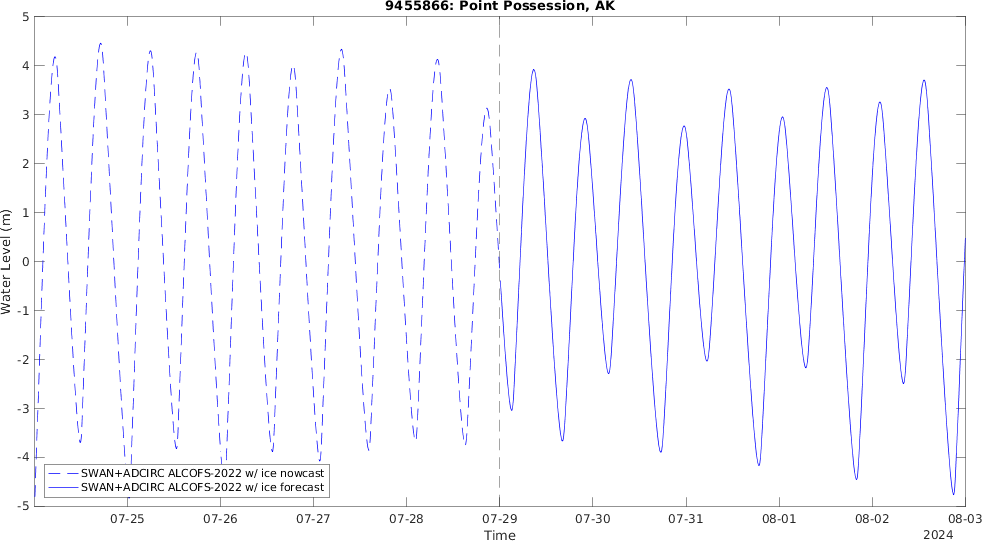 9455866: Point Possession, AK
5
4
3
2
1
0
-1
-2
-3
-4
-5
Water Level (m)
SWAN+ADCIRC ALCOFS-2022 w/ ice nowcast
SWAN+ADCIRC ALCOFS-2022 w/ ice forecast
07-25 07-26 07-27 07-28 07-29 07-30 07-31 08-01 08-02 08-03
Time
2024